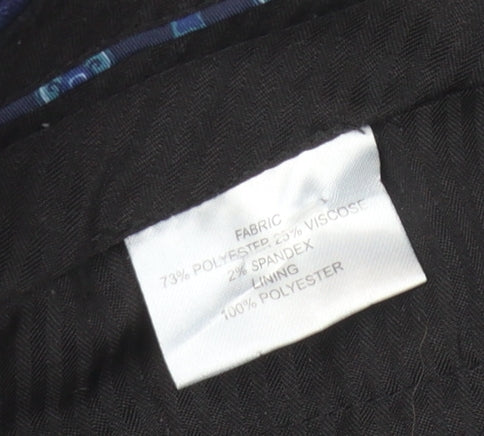 FABRIC
73% POLYESTER 25% VISCOSE
2% SPANDEX
LINING
100% POLYESTER